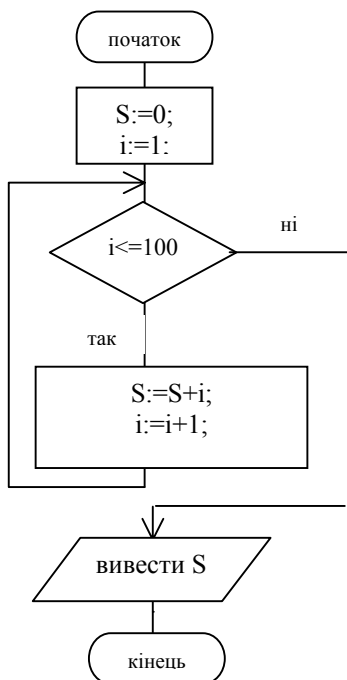 початок
S:=0;
i:=1;
i<=100
ні
так
S:=S+i;
i:=i+1;
вивести S
кінець